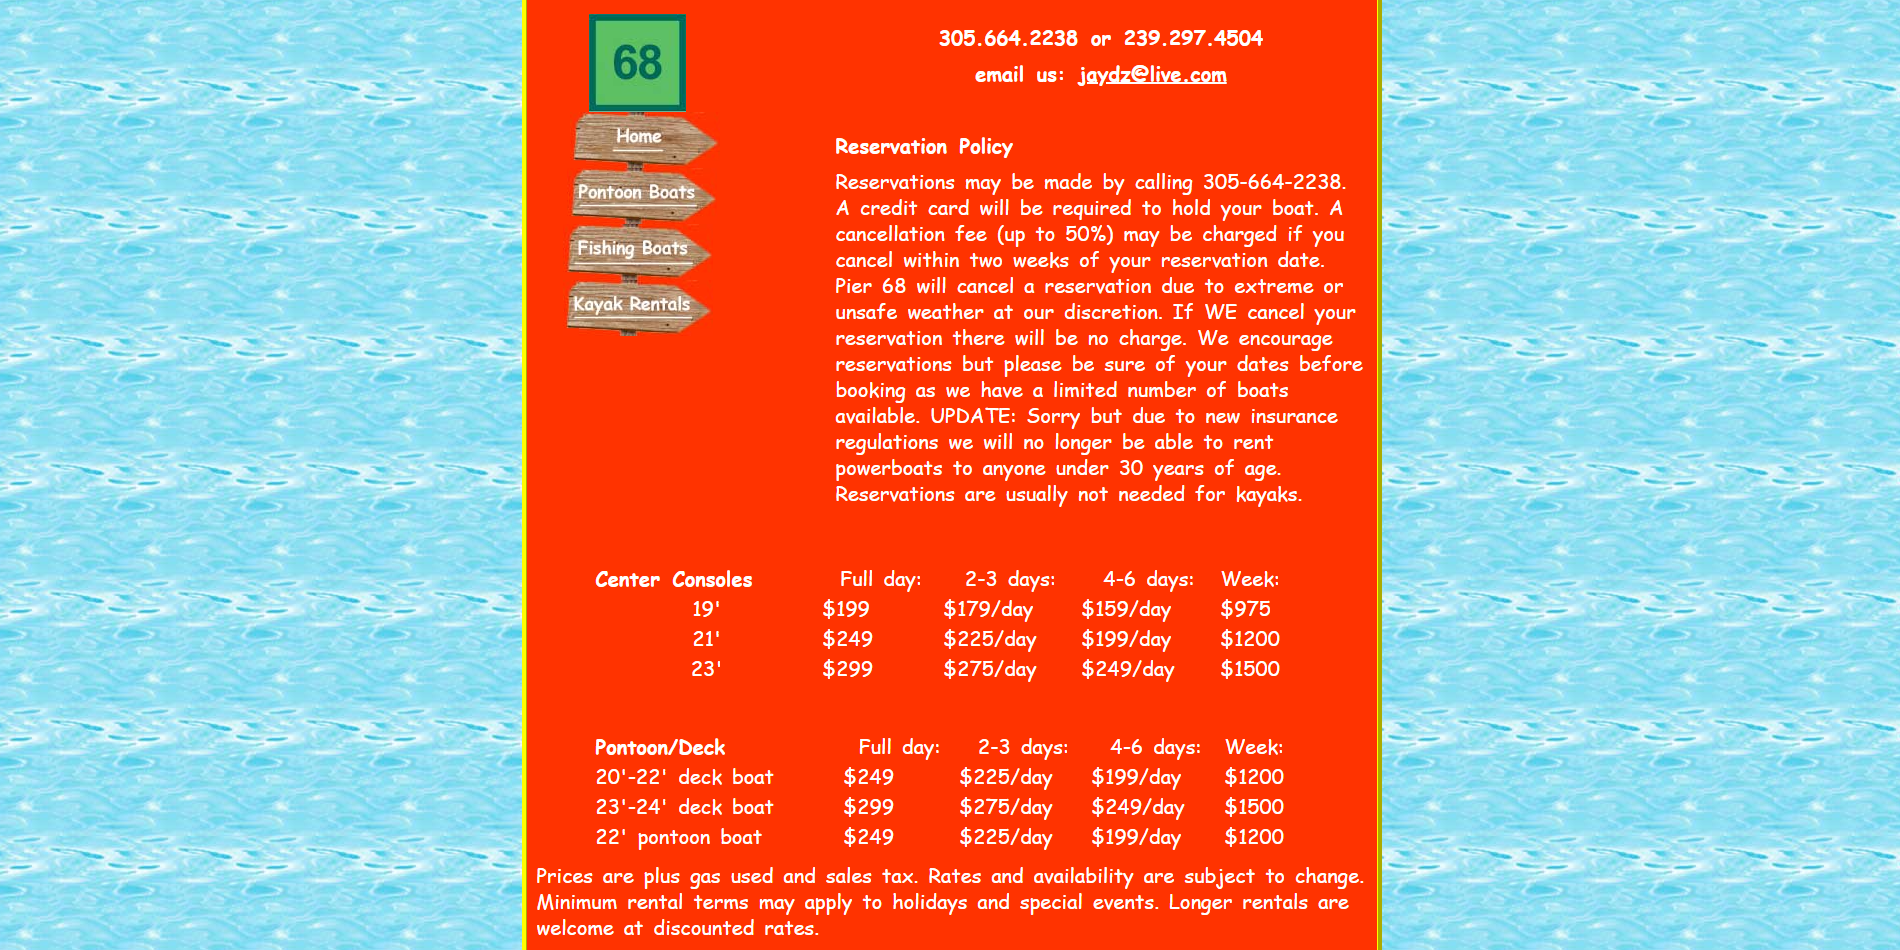 68
305.664.2238 or 239.297.4504
email us: jaydz@live.com
Home
Pontoon Boats
Fishing Boats
Kayak Rentals
Reservation Policy
Reservations may be made by calling 305-664-2238.
A credit card will be required to hold your boat. A
cancellation fee (up to 50%) may be charged if you
cancel within two weeks of your reservation date.
Pier 68 will cancel a reservation due to extreme or
unsafe weather at our discretion. If WE cancel your
reservation there will be no charge. We encourage
reservations but please be sure of your dates before
booking as we have a limited number of boats
available. UPDATE: Sorry but due to new insurance
regulations we will no longer be able to rent
powerboats to anyone under 30 years of age.
Reservations are usually not needed for kayaks.
Center Consoles Full day: 2-3 days: 4-6 days: Week:
19' $199 $179/day $159/day $975
21' $249 $225/day $199/day $1200
23' $299 $275/day $249/day $1500
Pontoon/Deck Full day: 2-3 days: 4-6 days: Week:
20'-22' deck boat $249 $225/day $199/day $1200
23'-24' deck boat $299 $275/day $249/day $1500
22' pontoon boat $249 $225/day $199/day $1200
Prices are plus gas used and sales tax. Rates and availability are subject to change.
Minimum rental terms may apply to holidays and special events. Longer rentals are
welcome at discounted rates.